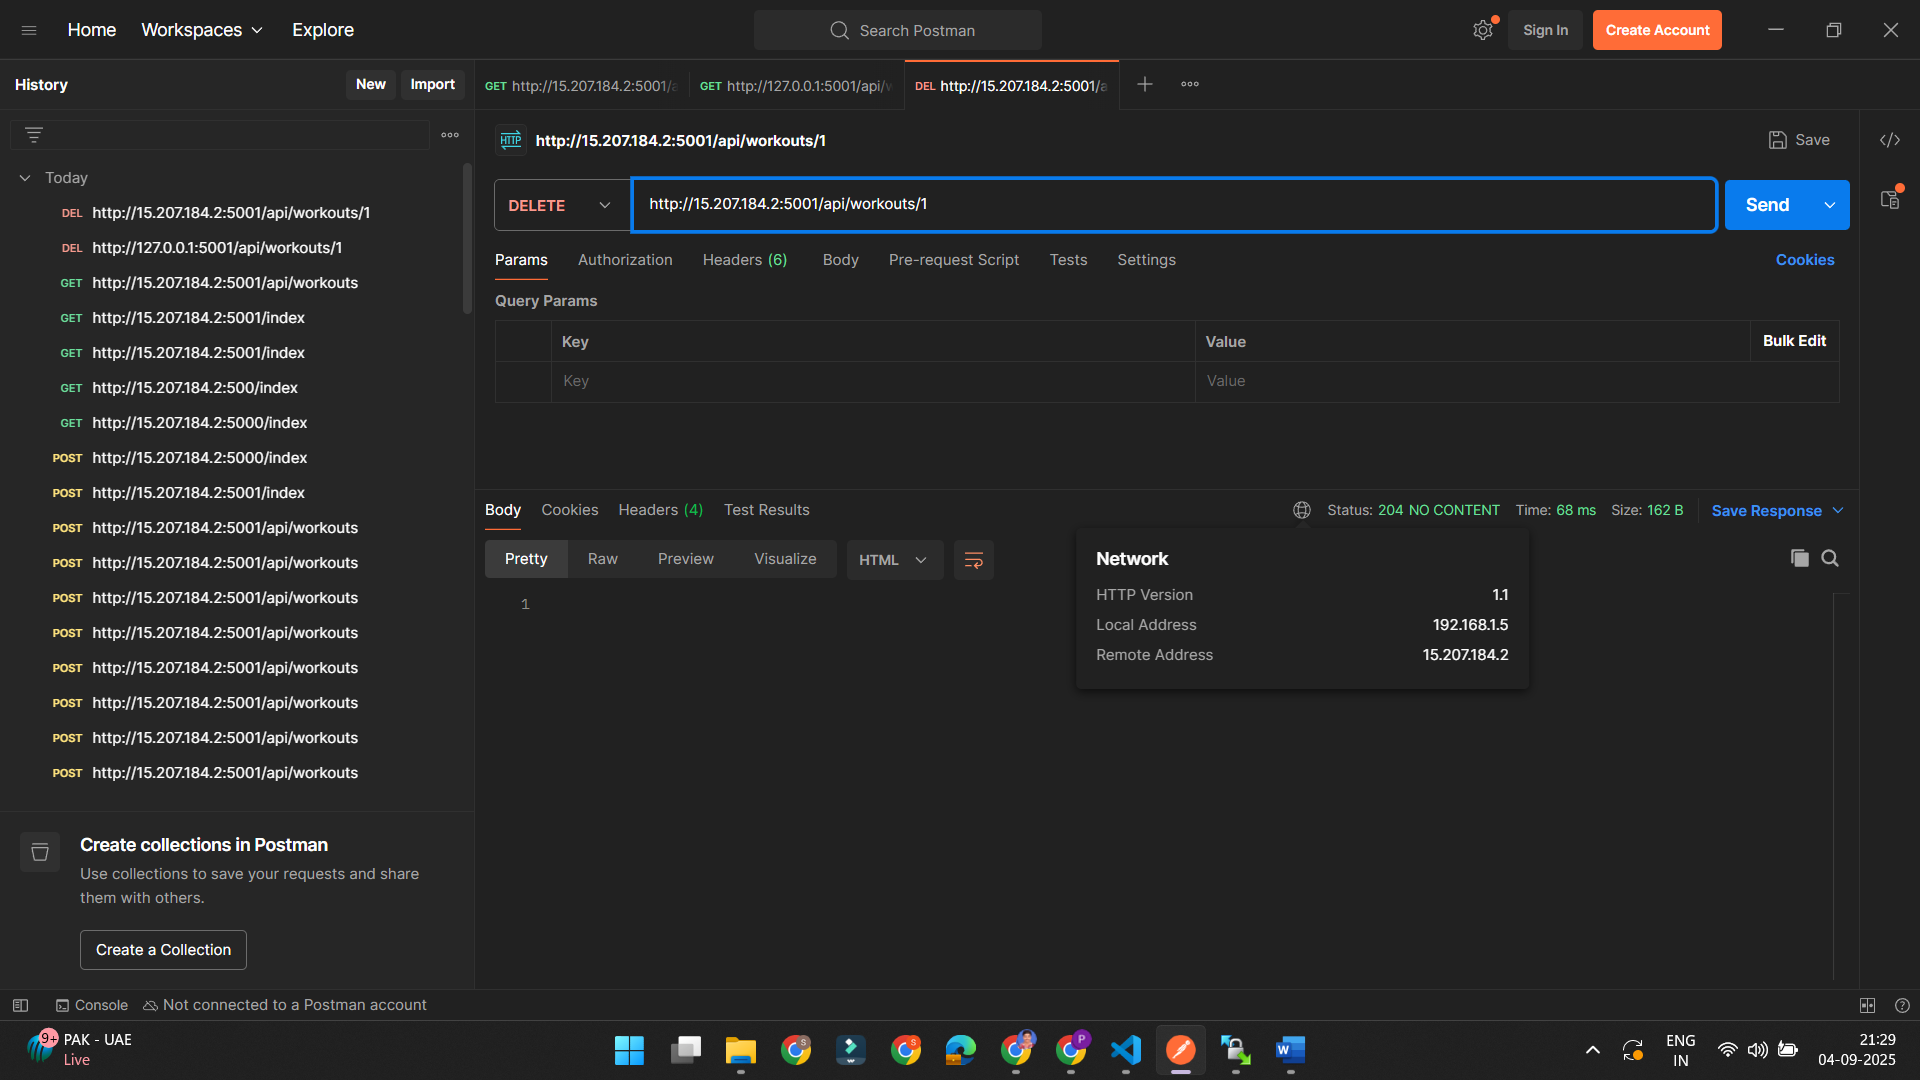 Home Workspaces Explore
Search Postman
Sign In
Create Account
History
New
Import
GET http://15.207.184.2:5001/a
GET http://127.0.0.1:5001/api/w
DEL http://15.207.184.2:5001/a
HTTP http://15.207.184.2:5001/api/workouts/1
Save
Today
DEL http://15.207.184.2:5001/api/workouts/1
DEL http://127.0.0.1:5001/api/workouts/1
GET http://15.207.184.2:5001/api/workouts
GET http://15.207.184.2:5001/index
GET http://15.207.184.2:5001/index
GET http://15.207.184.2:500/index
GET http://15.207.184.2:5000/index
POST http://15.207.184.2:5000/index
POST http://15.207.184.2:5001/index
POST http://15.207.184.2:5001/api/workouts
POST http://15.207.184.2:5001/api/workouts
POST http://15.207.184.2:5001/api/workouts
POST http://15.207.184.2:5001/api/workouts
POST http://15.207.184.2:5001/api/workouts
POST http://15.207.184.2:5001/api/workouts
POST http://15.207.184.2:5001/api/workouts
POST http://15.207.184.2:5001/api/workouts
DELETE http://15.207.184.2:5001/api/workouts/1
Send
Params Authorization Headers (6) Body Pre-request Script Tests Settings
Cookies
Query Params
Key Value Bulk Edit
Key Value
Body Cookies Headers (4) Test Results
Status: 204 NO CONTENT Time: 68 ms Size: 162 B
Save Response
Pretty Raw Preview Visualize HTML
1
Network
HTTP Version 1.1
Local Address 192.168.1.5
Remote Address 15.207.184.2
Create collections in Postman
Use collections to save your requests and share
them with others.
Create a Collection
Console Not connected to a Postman account
9+ PAK - UAE
Live
S
S
P
W
ENG
IN
21:29
04-09-2025